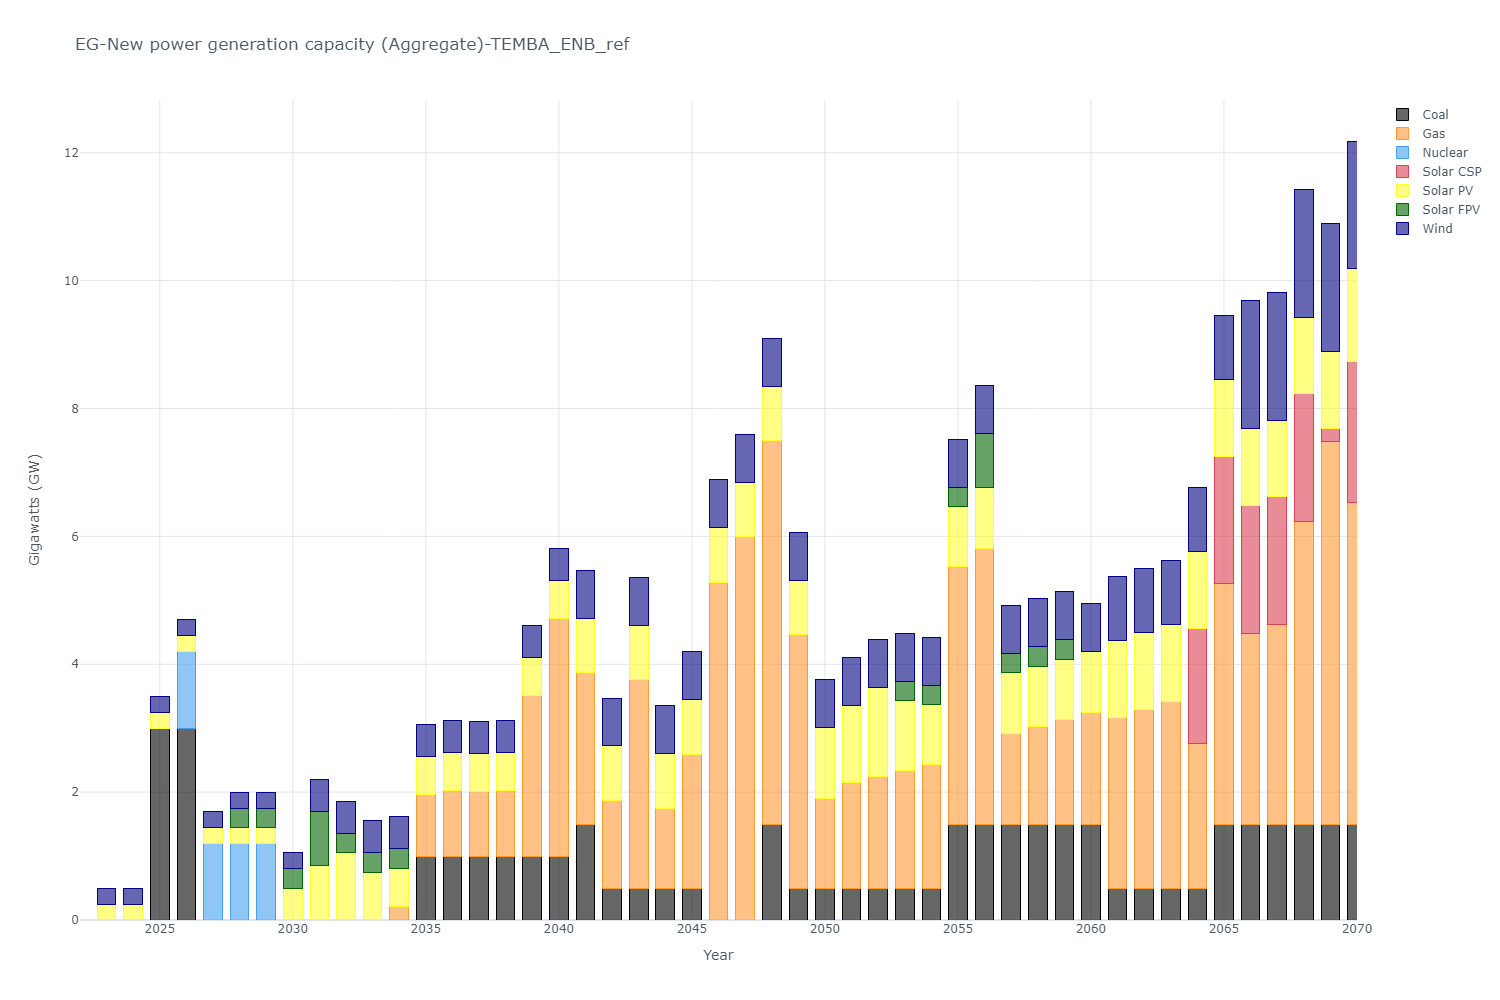 EG-New power generation capacity (Aggregate)-TEMBA_ENB_ref
Coal
Gas
Nuclear
Solar CSP
Solar PV
Solar FPV
Wind
12
10
8
6
4
2
0
Gigawatts (GW)
2025 2030 2035 2040 2045 2050 2055 2060 2065 2070
Year